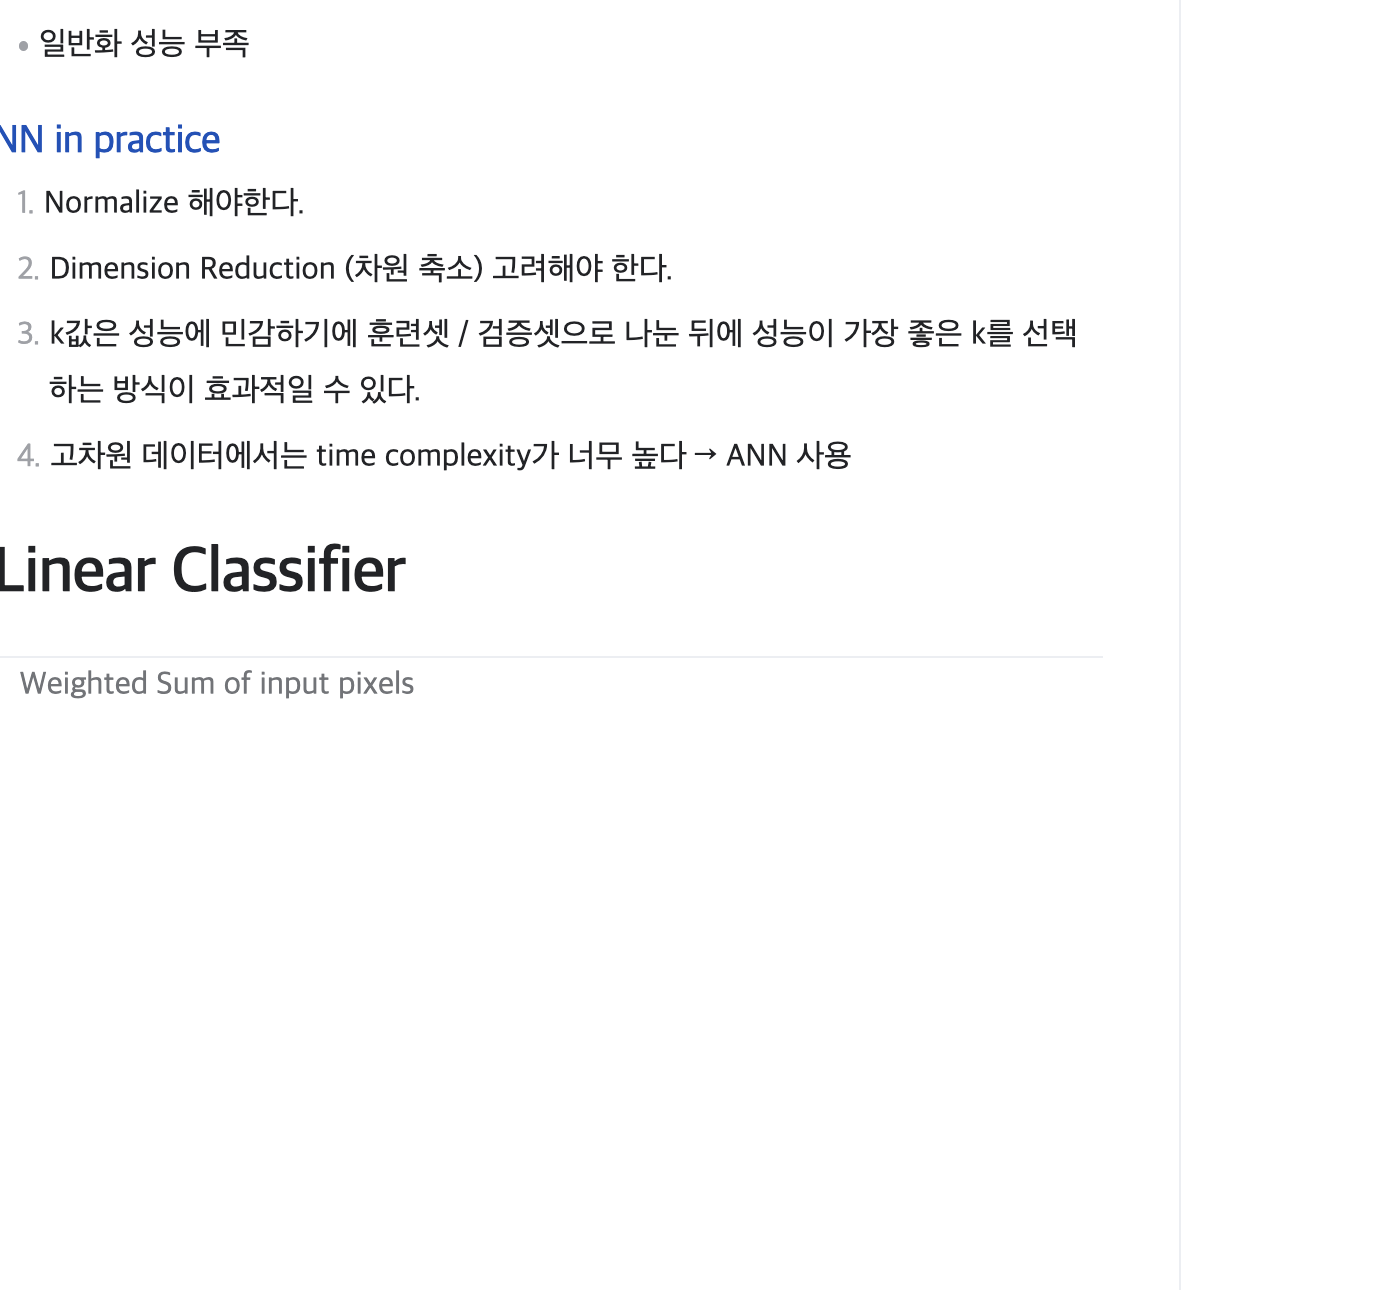 • 일반화 성능 부족
NN in practice
1. Normalize 해야한다.
2. Dimension Reduction (차원 축소) 고려해야 한다.
3. k값은 성능에 민감하기에 훈련셋 / 검증셋으로 나눈 뒤에 성능이 가장 좋은 k를 선택
하는 방식이 효과적일 수 있다.
4. 고차원 데이터에서는 time complexity가 너무 높다 → ANN 사용
Linear Classifier
Weighted Sum of input pixels